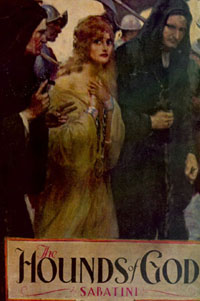 The
HOUNDS of GOD
SABATINI